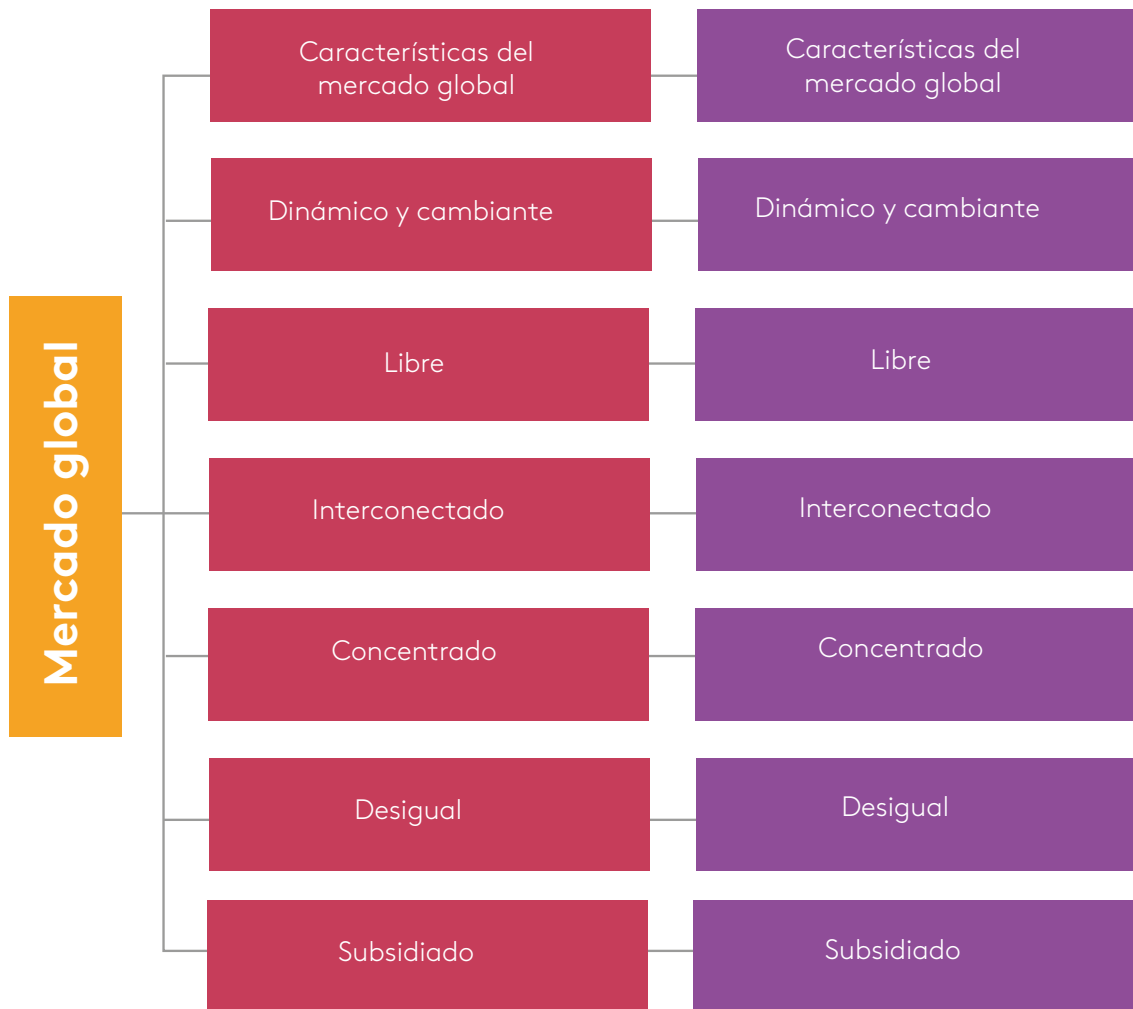 Mercado global
Características del
mercado global
Características del
mercado global
Dinámico y cambiante
Dinámico y cambiante
Libre
Libre
Interconectado
Interconectado
Concentrado
Concentrado
Desigual
Desigual
Subsidiado
Subsidiado